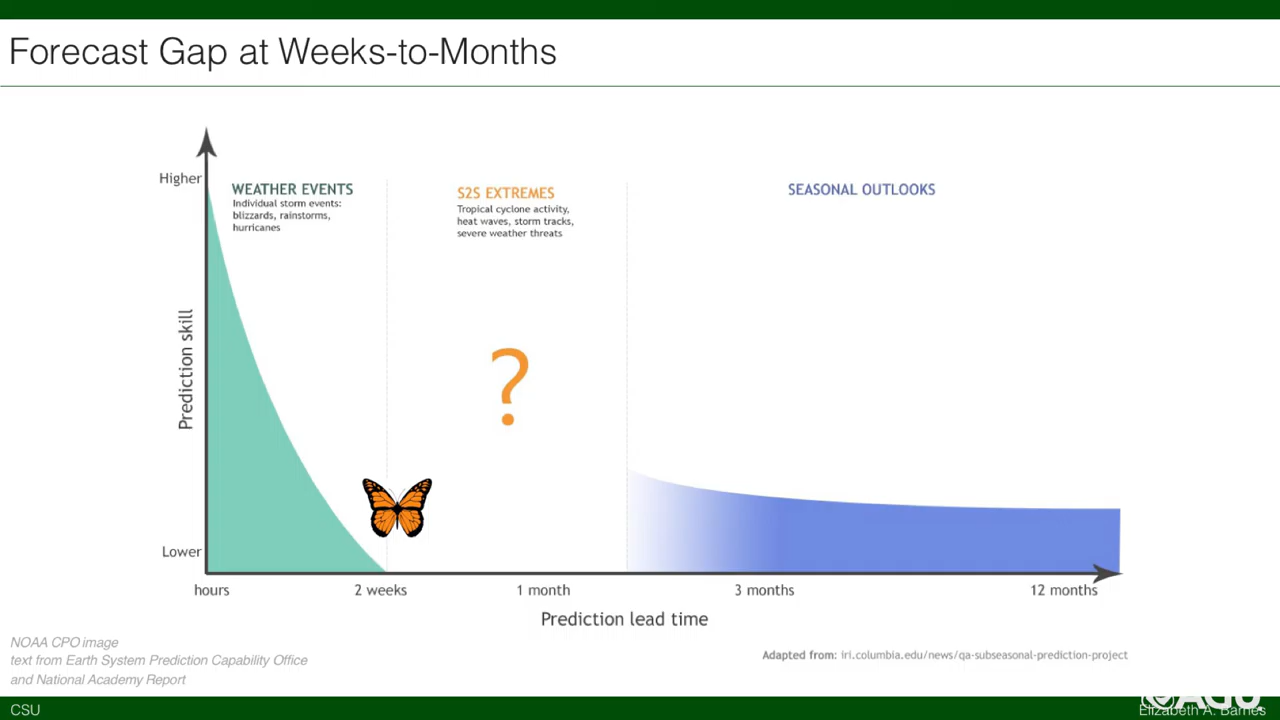 Forecast Gap at Weeks-to-Months
Higher
WEATHER EVENTS
Individual storm events:
blizzards, rainstorms,
hurricanes
S2S EXTREMES
Tropical cyclone activity,
heat waves, storm tracks,
severe weather threats
SEASONAL OUTLOOKS
Prediction skill
?
Lower
hours
2 weeks
1 month
3 months
12 months
Prediction lead time
NOAA CPO image
text from Earth System Prediction Capability Office
and National Academy Report
Adapted from: iri.columbia.edu/news/qa-subseasonal-prediction-project
AGU
CSU
Elizabeth A. Barnes